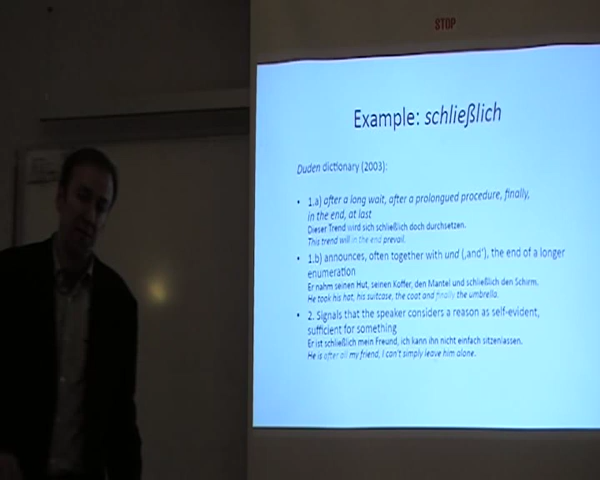 STOP
Example: schließlich
Duden dictionary (2003):
• 1.a) after a long wait, after a prolongued procedure, finally,
in the end, at last
Dieser Trend wird sich schließlich doch durchsetzen.
This trend will in the end prevail.
• 1.b) announces, often together with und (‚and‘), the end of a longer
enumeration
Er nahm seinen Hut, seinen Koffer, den Mantel und schließlich den Schirm.
He took his hat, his suitcase, the coat and finally the umbrella.
• 2. Signals that the speaker considers a reason as self-evident,
sufficient for something
Er ist schließlich mein Freund, ich kann ihn nicht einfach sitzenlassen.
He is after all my friend, I can't simply leave him alone.